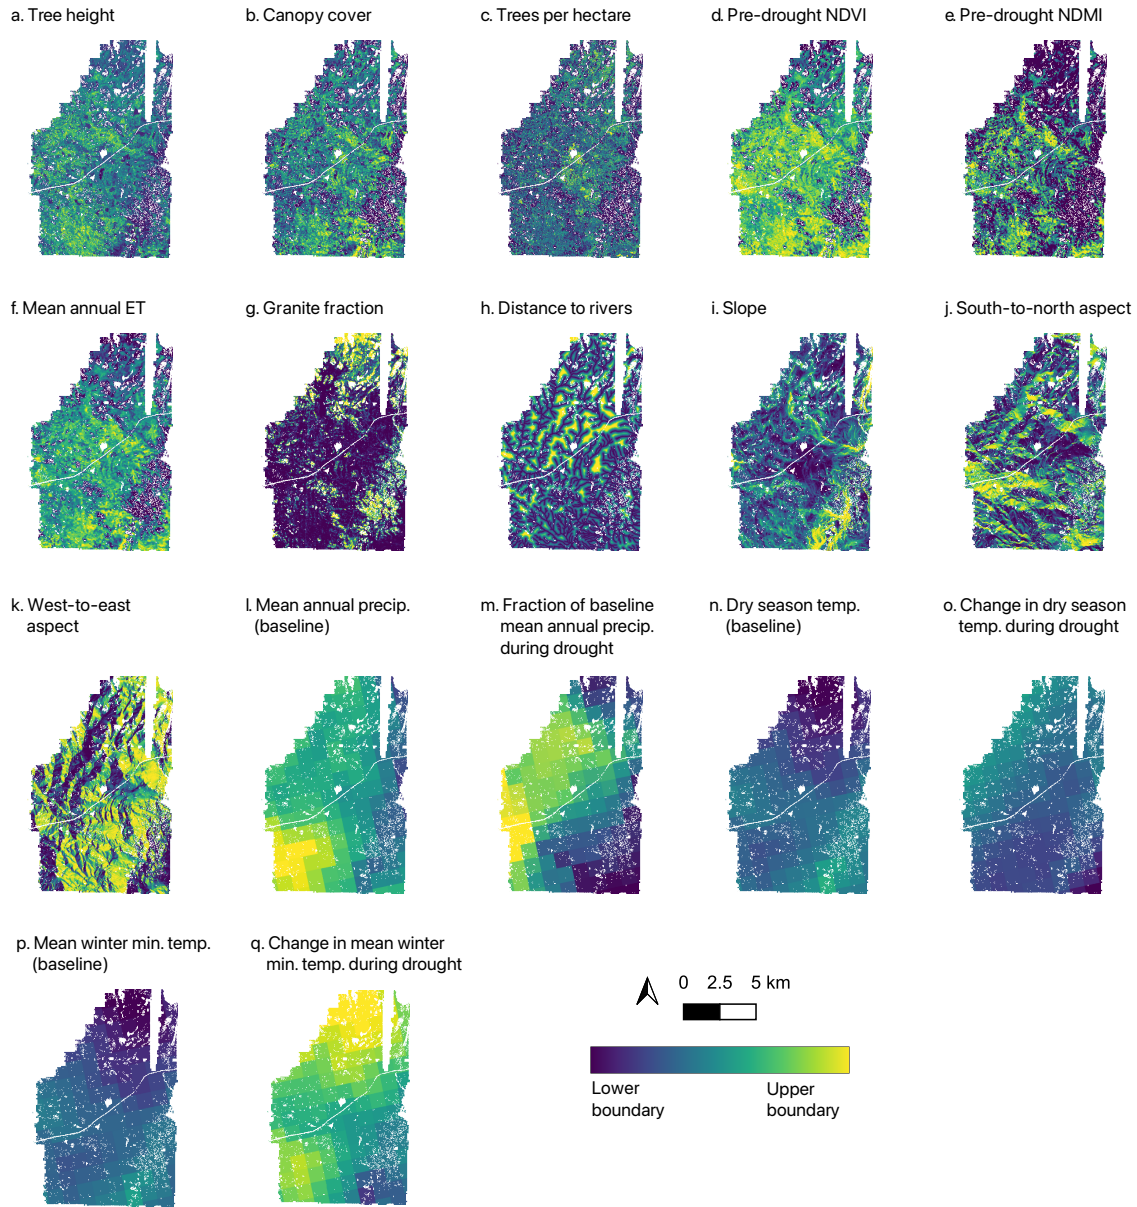 a. Tree height
b. Canopy cover
c. Trees per hectare
d. Pre-drought NDVI
e. Pre-drought NDMI
f. Mean annual ET
g. Granite fraction
h. Distance to rivers
i. Slope
j. South-to-north aspect
k. West-to-east
aspect
l. Mean annual precip.
(baseline)
m. Fraction of baseline
mean annual precip.
during drought
n. Dry season temp.
(baseline)
o. Change in dry season
temp. during drought
p. Mean winter min. temp.
(baseline)
q. Change in mean winter
min. temp. during drought
0 2.5 5 km
Lower
boundary
Upper
boundary